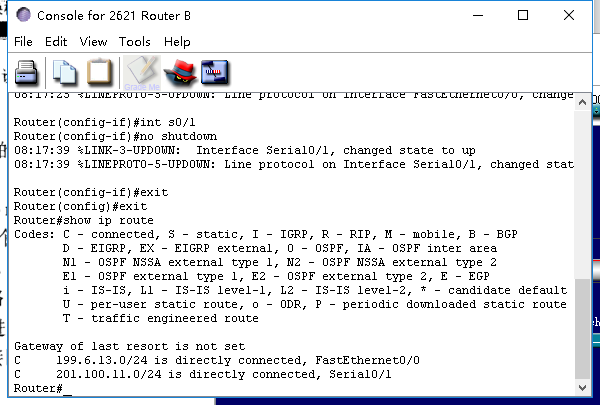 Console for 2621 Router B
File Edit View Tools Help
Grade Me
08:17:25 %LINEPROTO-5-UPDOWN: Line protocol on Interface FastEthernet0/0, change
Router(config-if)#int s0/1
Router(config-if)#no shutdown
08:17:39 %LINK-3-UPDOWN:  Interface Serial0/1, changed state to up
08:17:39 %LINEPROTO-5-UPDOWN: Line protocol on Interface Serial0/1, changed stat
Router(config-if)#exit
Router(config)#exit
Router#show ip route
Codes: C - connected, S - static, I - IGRP, R - RIP, M - mobile, B - BGP
D - EIGRP, EX - EIGRP external, O - OSPF, IA - OSPF inter area
N1 - OSPF NSSA external type 1, N2 - OSPF NSSA external type 2
E1 - OSPF external type 1, E2 - OSPF external type 2, E - EGP
i - IS-IS, L1 - IS-IS level-1, L2 - IS-IS level-2, * - candidate default
U - per-user static route, o - ODR, P - periodic downloaded static route
T - traffic engineered route
Gateway of last resort is not set
C     199.6.13.0/24 is directly connected, FastEthernet0/0
C     201.100.11.0/24 is directly connected, Serial0/1
Router#_